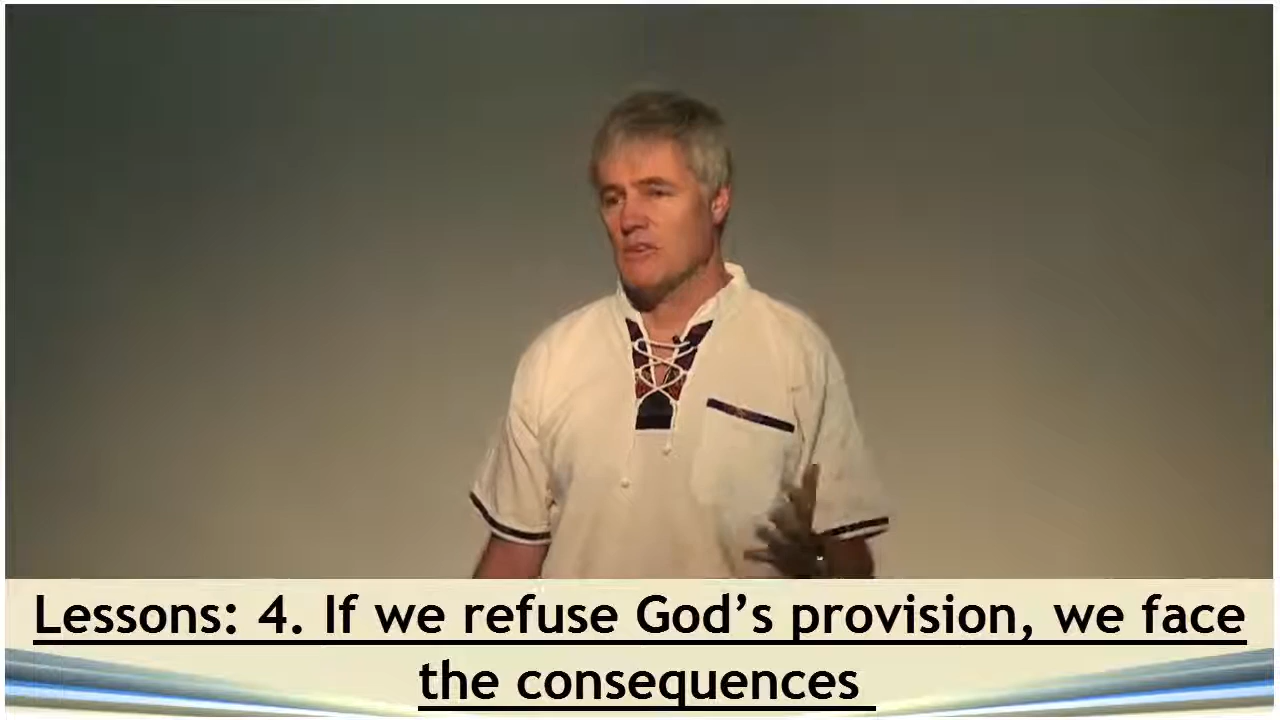 Lessons: 4. If we refuse God’s provision, we face
the consequences